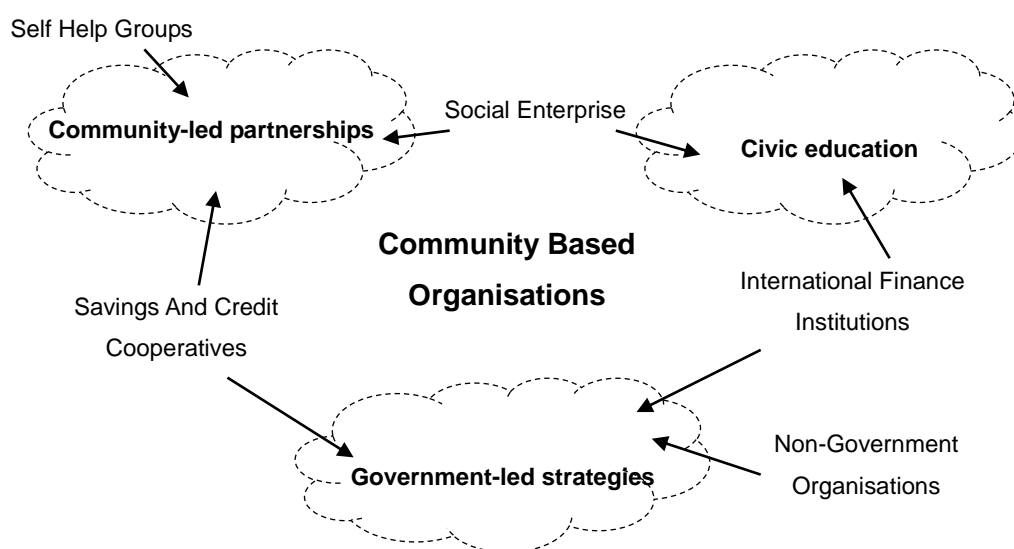 Self Help Groups
Community-led partnerships
Social Enterprise
Civic education
Community Based
Organisations
Savings And Credit
Cooperatives
International Finance
Institutions
Government-led strategies
Non-Government
Organisations